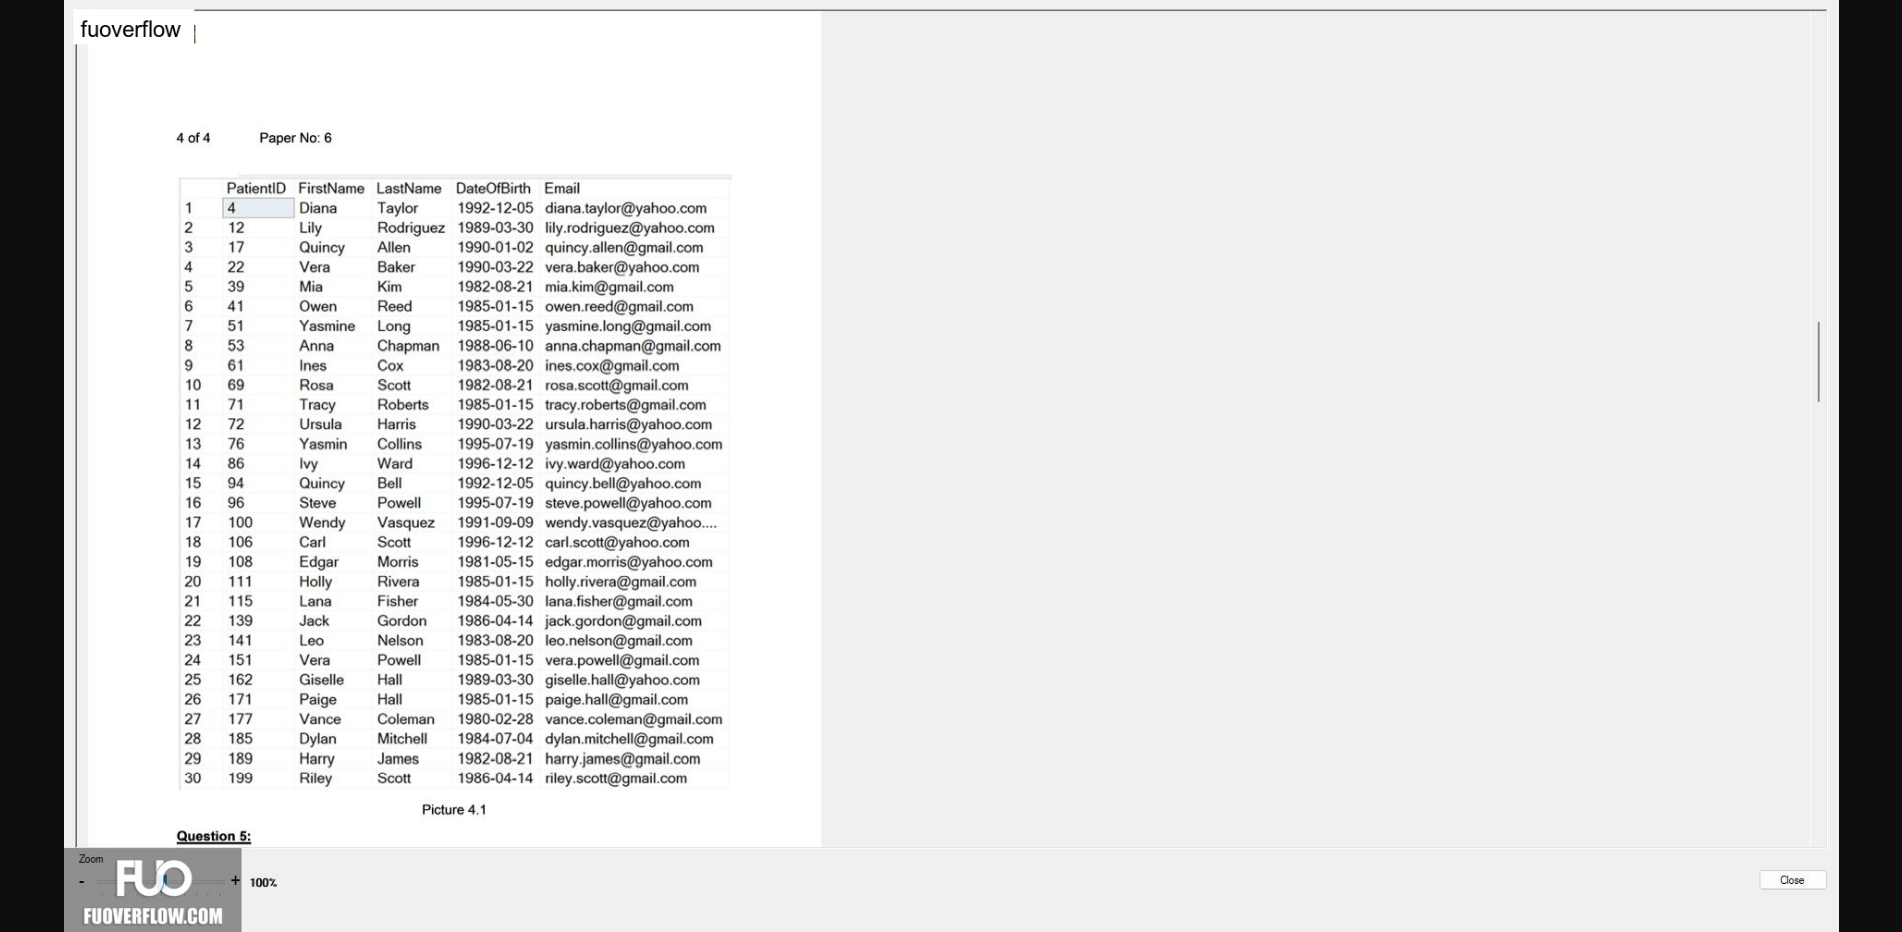 fuoverflow
4 of 4 Paper No: 6
PatientID FirstName LastName DateOfBirth Email
1 4 Diana Taylor 1992-12-05 diana.taylor@yahoo.com
2 12 Lily Rodriguez 1989-03-30 lily.rodriguez@yahoo.com
3 17 Quincy Allen 1990-01-02 quincy.allen@gmail.com
4 22 Vera Baker 1990-03-22 vera.baker@yahoo.com
5 39 Mia Kim 1982-08-21 mia.kim@gmail.com
6 41 Owen Reed 1985-01-15 owen.reed@gmail.com
7 51 Yasmine Long 1985-01-15 yasmine.long@gmail.com
8 53 Anna Chapman 1988-06-10 anna.chapman@gmail.com
9 61 Ines Cox 1983-08-20 ines.cox@gmail.com
10 69 Rosa Scott 1982-08-21 rosa.scott@gmail.com
11 71 Tracy Roberts 1985-01-15 tracy.roberts@gmail.com
12 72 Ursula Harris 1990-03-22 ursula.harris@yahoo.com
13 76 Yasmin Collins 1995-07-19 yasmin.collins@yahoo.com
14 86 Ivy Ward 1996-12-12 ivy.ward@yahoo.com
15 94 Quincy Bell 1992-12-05 quincy.bell@yahoo.com
16 96 Steve Powell 1995-07-19 steve.powell@yahoo.com
17 100 Wendy Vasquez 1991-09-09 wendy.vasquez@yahoo....
18 106 Carl Scott 1996-12-12 carl.scott@yahoo.com
19 108 Edgar Morris 1981-05-15 edgar.morris@yahoo.com
20 111 Holly Rivera 1985-01-15 holly.rivera@gmail.com
21 115 Lana Fisher 1984-05-30 lana.fisher@gmail.com
22 139 Jack Gordon 1986-04-14 jack.gordon@gmail.com
23 141 Leo Nelson 1983-08-20 leo.nelson@gmail.com
24 151 Vera Powell 1985-01-15 vera.powell@gmail.com
25 162 Giselle Hall 1989-03-30 giselle.hall@yahoo.com
26 171 Paige Hall 1985-01-15 paige.hall@gmail.com
27 177 Vance Coleman 1980-02-28 vance.coleman@gmail.com
28 185 Dylan Mitchell 1984-07-04 dylan.mitchell@gmail.com
29 189 Harry James 1982-08-21 harry.james@gmail.com
30 199 Riley Scott 1986-04-14 riley.scott@gmail.com
Picture 4.1
Question 5:
Zoom
- + 100%
FUO
FUOVERFLOW.COM
Close